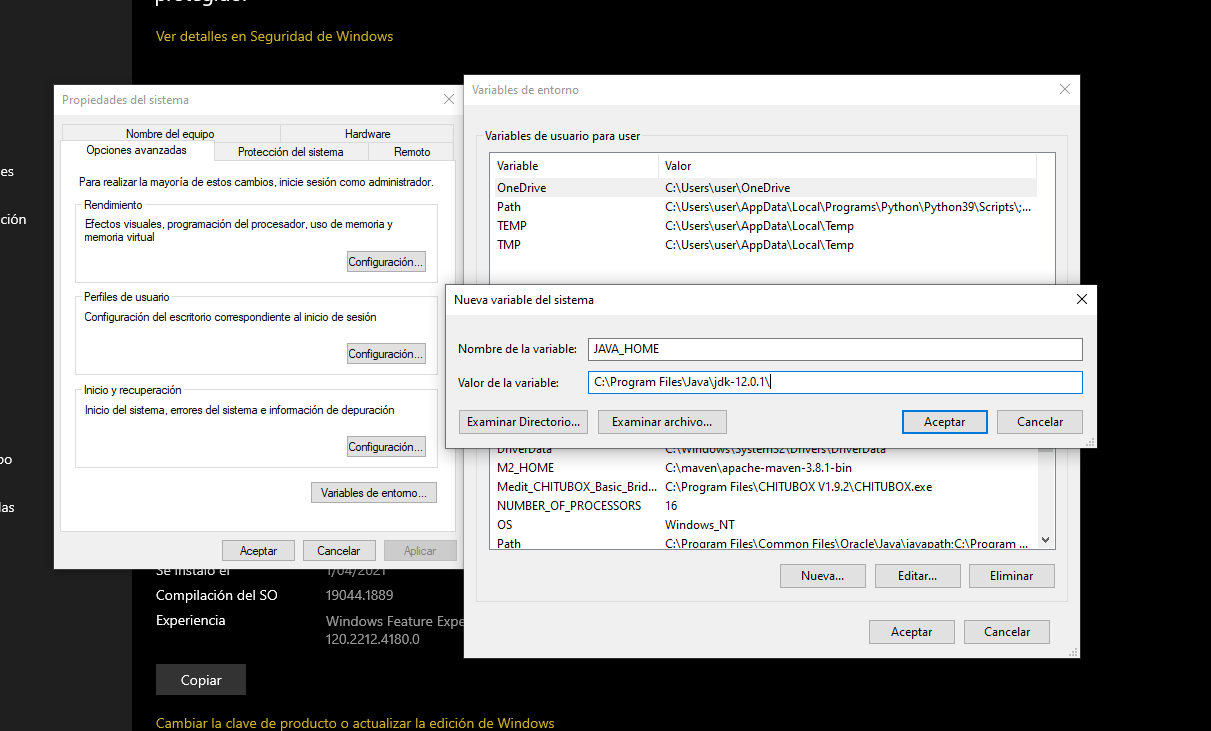 Ver detalles en Seguridad de Windows
Propiedades del sistema
Nombre del equipo
Hardware
Opciones avanzadas
Protección del sistema
Remoto
Para realizar la mayoría de estos cambios, inicie sesión como administrador.
Rendimiento
Efectos visuales, programación del procesador, uso de memoria y
memoria virtual
Configuración...
Perfiles de usuario
Configuración del escritorio correspondiente al inicio de sesión
Configuración...
Inicio y recuperación
Inicio del sistema, errores del sistema e información de depuración
Configuración...
Variables de entorno...
Aceptar
Cancelar
Aplicar
Variables de entorno
Variables de usuario para user
Variable Valor
OneDrive C:\Users\user\OneDrive
Path C:\Users\user\AppData\Local\Programs\Python\Python39\Scripts\;...
TEMP C:\Users\user\AppData\Local\Temp
TMP C:\Users\user\AppData\Local\Temp
Nueva variable del sistema
Nombre de la variable: JAVA_HOME
Valor de la variable: C:\Program Files\Java\jdk-12.0.1\
Examinar Directorio...
Examinar archivo...
Aceptar
Cancelar
DriverData C:\Windows\System32\Drivers\DriverData
M2_HOME C:\maven\apache-maven-3.8.1-bin
Medit_CHITUBOX_Basic_Brid... C:\Program Files\CHITUBOX V1.9.2\CHITUBOX.exe
NUMBER_OF_PROCESSORS 16
OS Windows_NT
Path C:\Program Files\Common Files\Oracle\Java\javapath;C:\Program ...
Nueva...
Editar...
Eliminar
Aceptar
Cancelar
es
ción
po
das
Se instaló el 1/04/2021
Compilación del SO 19044.1889
Experiencia Windows Feature Expe
120.2212.4180.0
Copiar
Cambiar la clave de producto o actualizar la edición de Windows